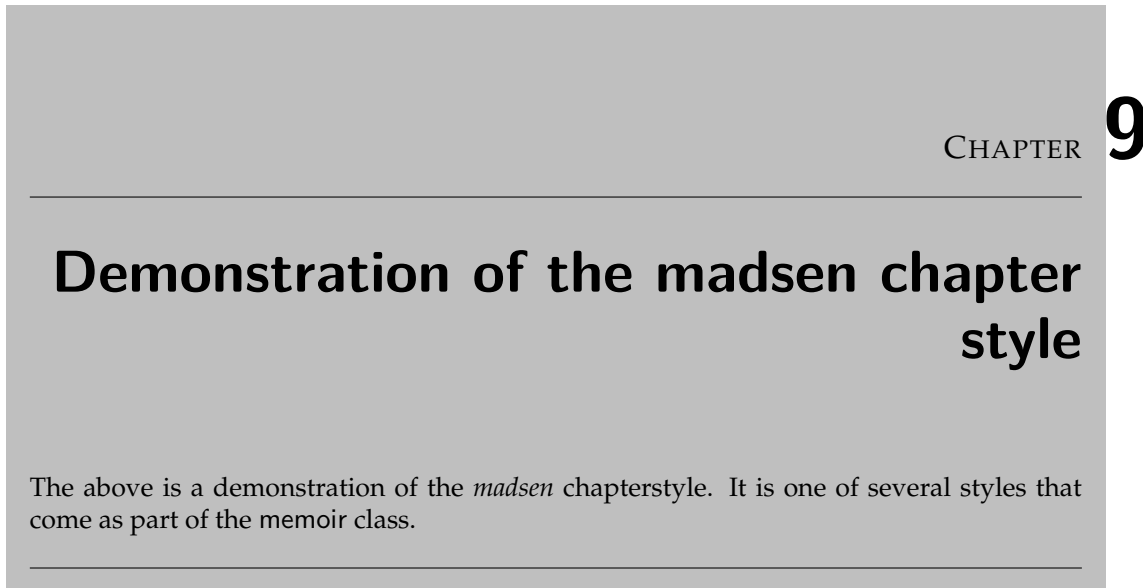 CHAPTER 9
Demonstration of the madsen chapter
style
The above is a demonstration of the madsen chapterstyle. It is one of several styles that
come as part of the memoir class.